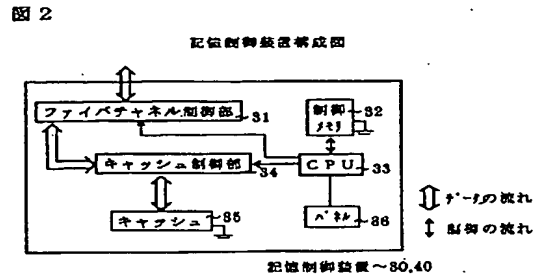 図2
記憶制御装置構成図
ファイバチャネル制御部 31
制御メモリ 32
キャッシュ制御部 34
CPU 33
キャッシュ 35
パネル 36
データの流れ
制御の流れ
記憶制御装置~30,40